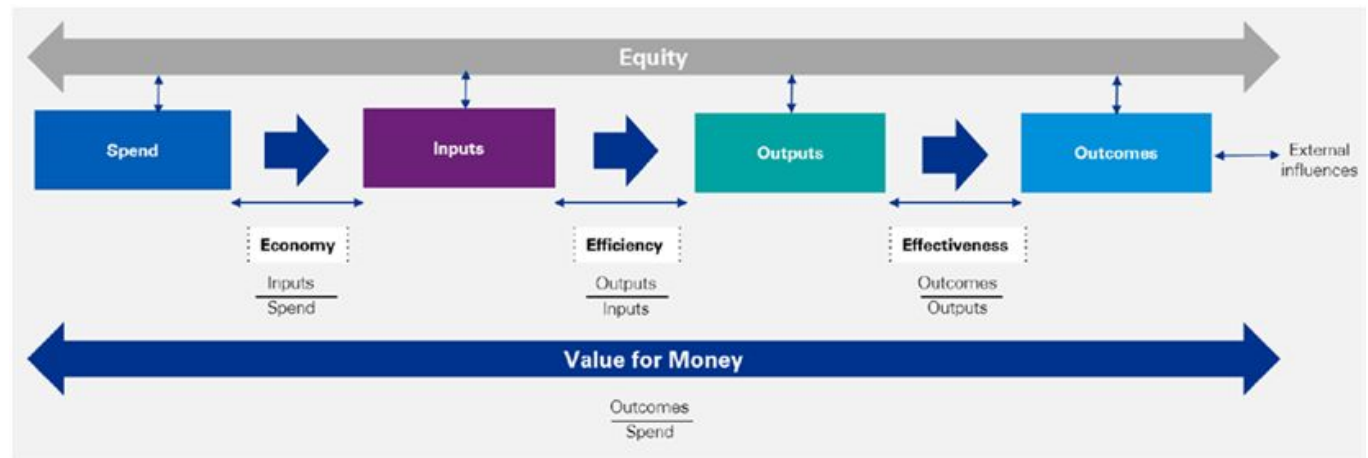 Equity
Spend
Inputs
Outputs
Outcomes
External
influences
Economy
Efficiency
Effectiveness
Inputs
Spend
Outputs
Inputs
Outcomes
Outputs
Value for Money
Outcomes
Spend